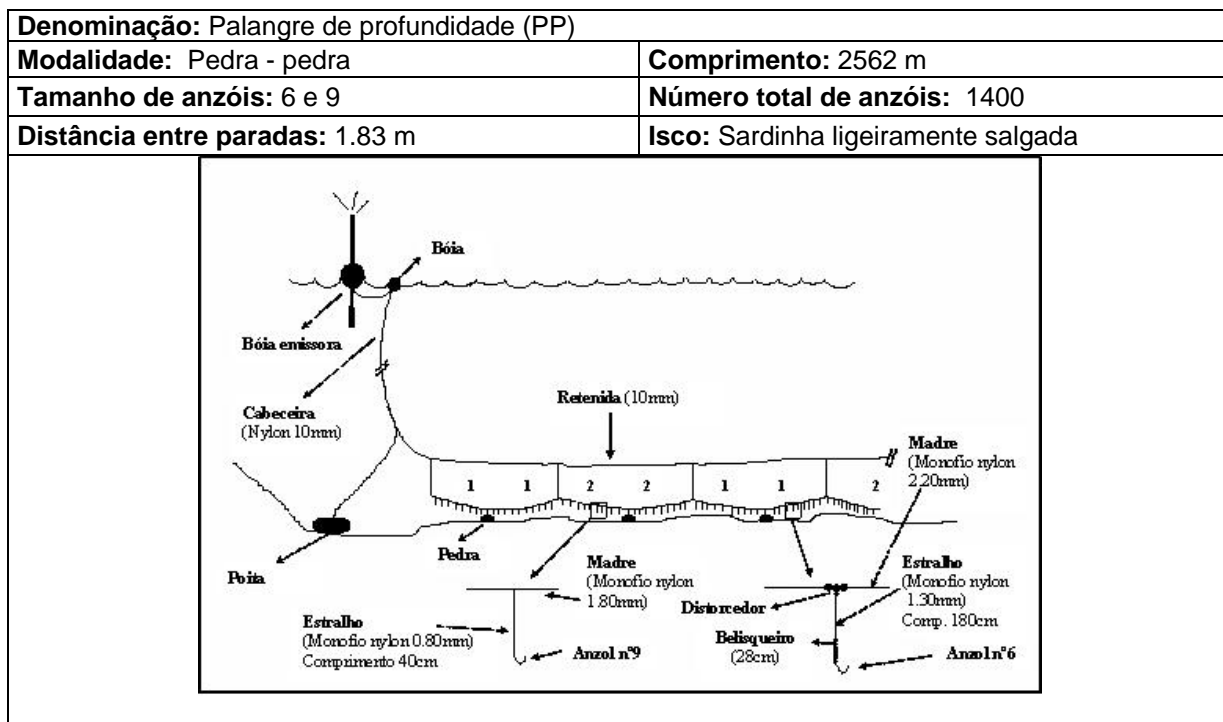 Denominação: Palangre de profundidade (PP)
Modalidade: Pedra - pedra
Comprimento: 2562 m
Tamanho de anzóis: 6 e 9
Número total de anzóis: 1400
Distância entre paradas: 1.83 m
Isco: Sardinha ligeiramente salgada
Bóia
Bóia emissora
Cabeceira
(Nylon 10mm)
Retenida (10mm)
Madre
(Monofio nylon
2.20mm)
1 1 2 2 1 1 2
Pedra
Poita
Madre
(Monofio nylon
1.80mm)
Estralho
(Monofio nylon 0.80mm)
Comprimento 40cm
Anzol nº9
Distorcedor
Belisqueiro
(28cm)
Estralho
(Monofio nylon
1.30mm)
Comp. 180cm
Anzol nº6